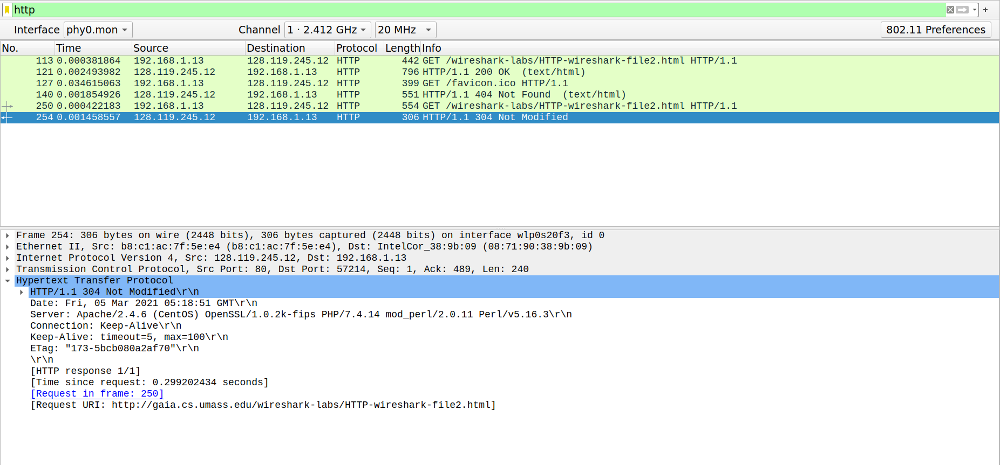 http
Interface phy0.mon Channel 1 · 2.412 GHz 20 MHz 802.11 Preferences
No. Time Source Destination Protocol Length Info
113 0.000381864 192.168.1.13 128.119.245.12 HTTP 442 GET /wireshark-labs/HTTP-wireshark-file2.html HTTP/1.1
121 0.002493982 128.119.245.12 192.168.1.13 HTTP 796 HTTP/1.1 200 OK  (text/html)
127 0.034615063 192.168.1.13 128.119.245.12 HTTP 399 GET /favicon.ico HTTP/1.1
140 0.001854926 128.119.245.12 192.168.1.13 HTTP 551 HTTP/1.1 404 Not Found  (text/html)
250 0.000422183 192.168.1.13 128.119.245.12 HTTP 554 GET /wireshark-labs/HTTP-wireshark-file2.html HTTP/1.1
254 0.001458557 128.119.245.12 192.168.1.13 HTTP 306 HTTP/1.1 304 Not Modified
Frame 254: 306 bytes on wire (2448 bits), 306 bytes captured (2448 bits) on interface wlp0s20f3, id 0
Ethernet II, Src: b8:c1:ac:7f:5e:e4 (b8:c1:ac:7f:5e:e4), Dst: IntelCor_38:9b:09 (08:71:90:38:9b:09)
Internet Protocol Version 4, Src: 128.119.245.12, Dst: 192.168.1.13
Transmission Control Protocol, Src Port: 80, Dst Port: 57214, Seq: 1, Ack: 489, Len: 240
Hypertext Transfer Protocol
HTTP/1.1 304 Not Modified\r\n
Date: Fri, 05 Mar 2021 05:18:51 GMT\r\n
Server: Apache/2.4.6 (CentOS) OpenSSL/1.0.2k-fips PHP/7.4.14 mod_perl/2.0.11 Perl/v5.16.3\r\n
Connection: Keep-Alive\r\n
Keep-Alive: timeout=5, max=100\r\n
ETag: "173-5bcb080a2af70"\r\n
\r\n
[HTTP response 1/1]
[Time since request: 0.299202434 seconds]
[Request in frame: 250]
[Request URI: http://gaia.cs.umass.edu/wireshark-labs/HTTP-wireshark-file2.html]